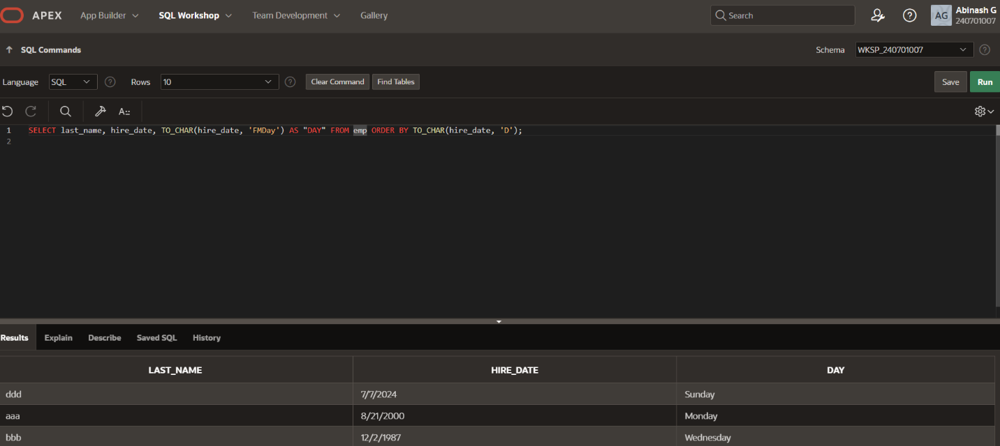 APEX App Builder SQL Workshop Team Development Gallery Search AG Abinash G
240701007
SQL Commands Schema WKSP_240701007
Language SQL Rows 10 Clear Command Find Tables Save Run
A::
1 SELECT last_name, hire_date, TO_CHAR(hire_date, 'FMDay') AS "DAY" FROM emp ORDER BY TO_CHAR(hire_date, 'D');
2
Results Explain Describe Saved SQL History
LAST_NAME HIRE_DATE DAY
ddd 7/7/2024 Sunday
aaa 8/21/2000 Monday
bbb 12/2/1987 Wednesday